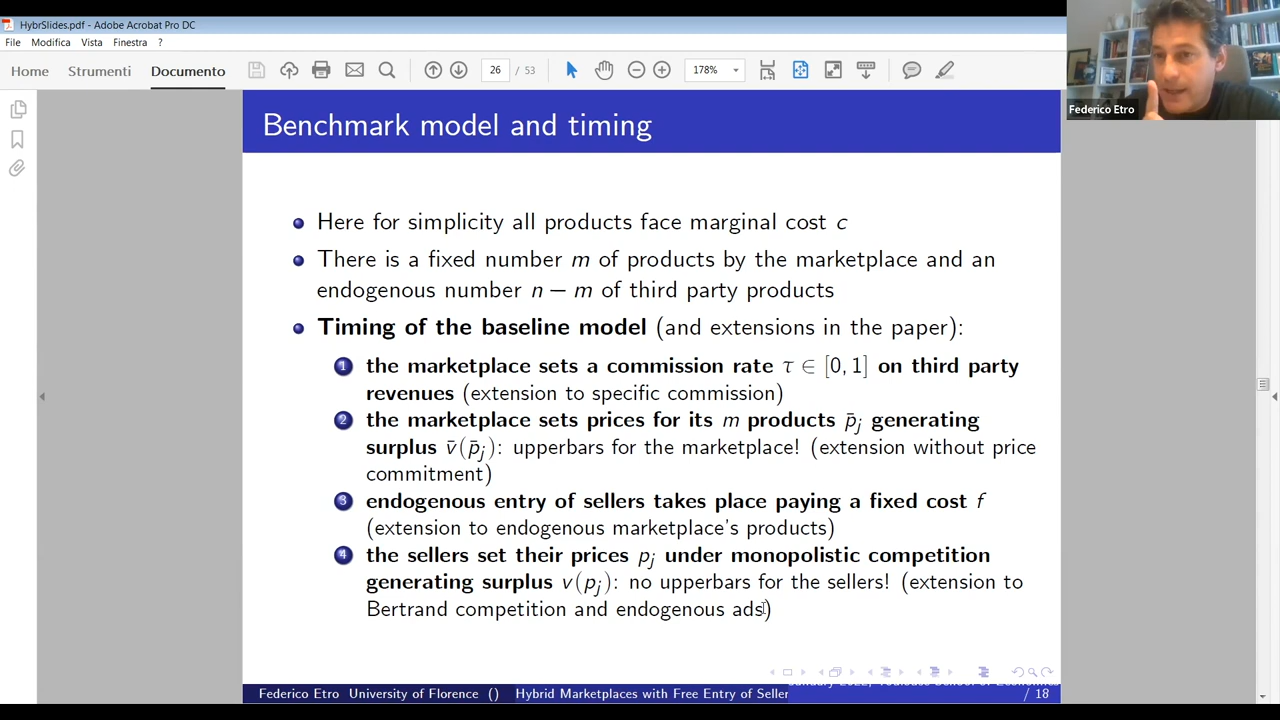 HybrSlides.pdf - Adobe Acrobat Pro DC
File Modifica Vista Finestra ?
Home Strumenti Documento 26 / 53 178%
Federico Etro
Benchmark model and timing
Here for simplicity all products face marginal cost c
There is a fixed number m of products by the marketplace and an
endogenous number n − m of third party products
Timing of the baseline model (and extensions in the paper):
1 the marketplace sets a commission rate τ ∈ [0, 1] on third party
revenues (extension to specific commission)
2 the marketplace sets prices for its m products p̄j generating
surplus v̄(p̄j): upperbars for the marketplace! (extension without price
commitment)
3 endogenous entry of sellers takes place paying a fixed cost f
(extension to endogenous marketplace's products)
4 the sellers set their prices pj under monopolistic competition
generating surplus v(pj): no upperbars for the sellers! (extension to
Bertrand competition and endogenous ads)
Federico Etro University of Florence () Hybrid Marketplaces with Free Entry of Seller
/ 18